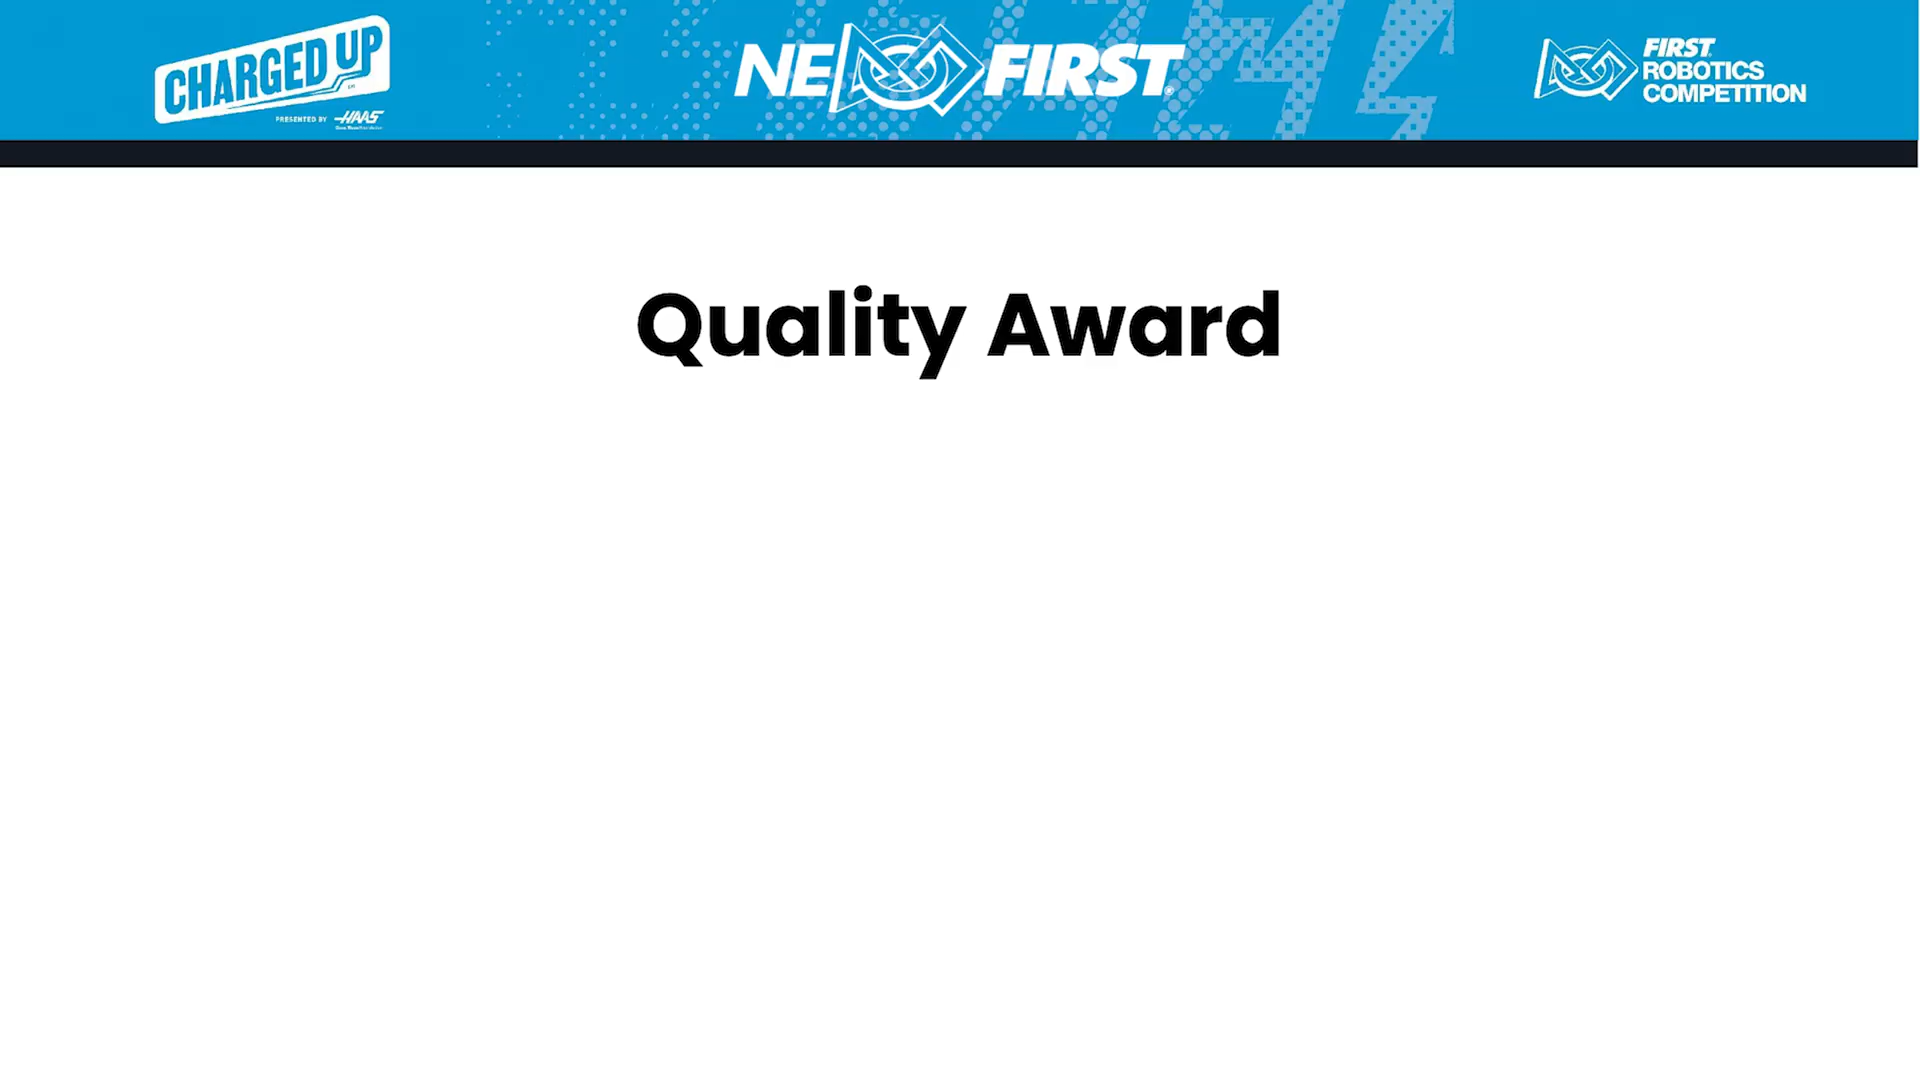 CHARGED UP
PRESENTED BY HAAS
NE FIRST
FIRST
ROBOTICS
COMPETITION
Quality Award